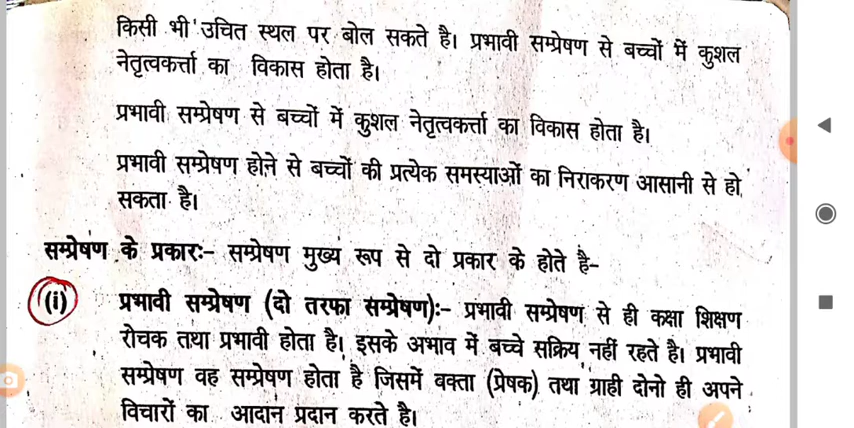 किसी भी उचित स्थल पर बोल सकते है। प्रभावी सम्प्रेषण से बच्चों में कुशल
नेतृत्वकर्त्ता का विकास होता है।
प्रभावी सम्प्रेषण से बच्चों में कुशल नेतृत्वकर्त्ता का विकास होता है।
प्रभावी सम्प्रेषण होने से बच्चों की प्रत्येक समस्याओं का निराकरण आसानी से हो
सकता है।
सम्प्रेषण के प्रकारः- सम्प्रेषण मुख्य रूप से दो प्रकार के होते है-
(i) प्रभावी सम्प्रेषण (दो तरफा सम्प्रेषण):- प्रभावी सम्प्रेषण से ही कक्षा शिक्षण
रोचक तथा प्रभावी होता है। इसके अभाव में बच्चे सक्रिय नहीं रहते है। प्रभावी
सम्प्रेषण वह सम्प्रेषण होता है जिसमें वक्ता (प्रेषक) तथा ग्राही दोनो ही अपने
विचारों का आदान प्रदान करते है।